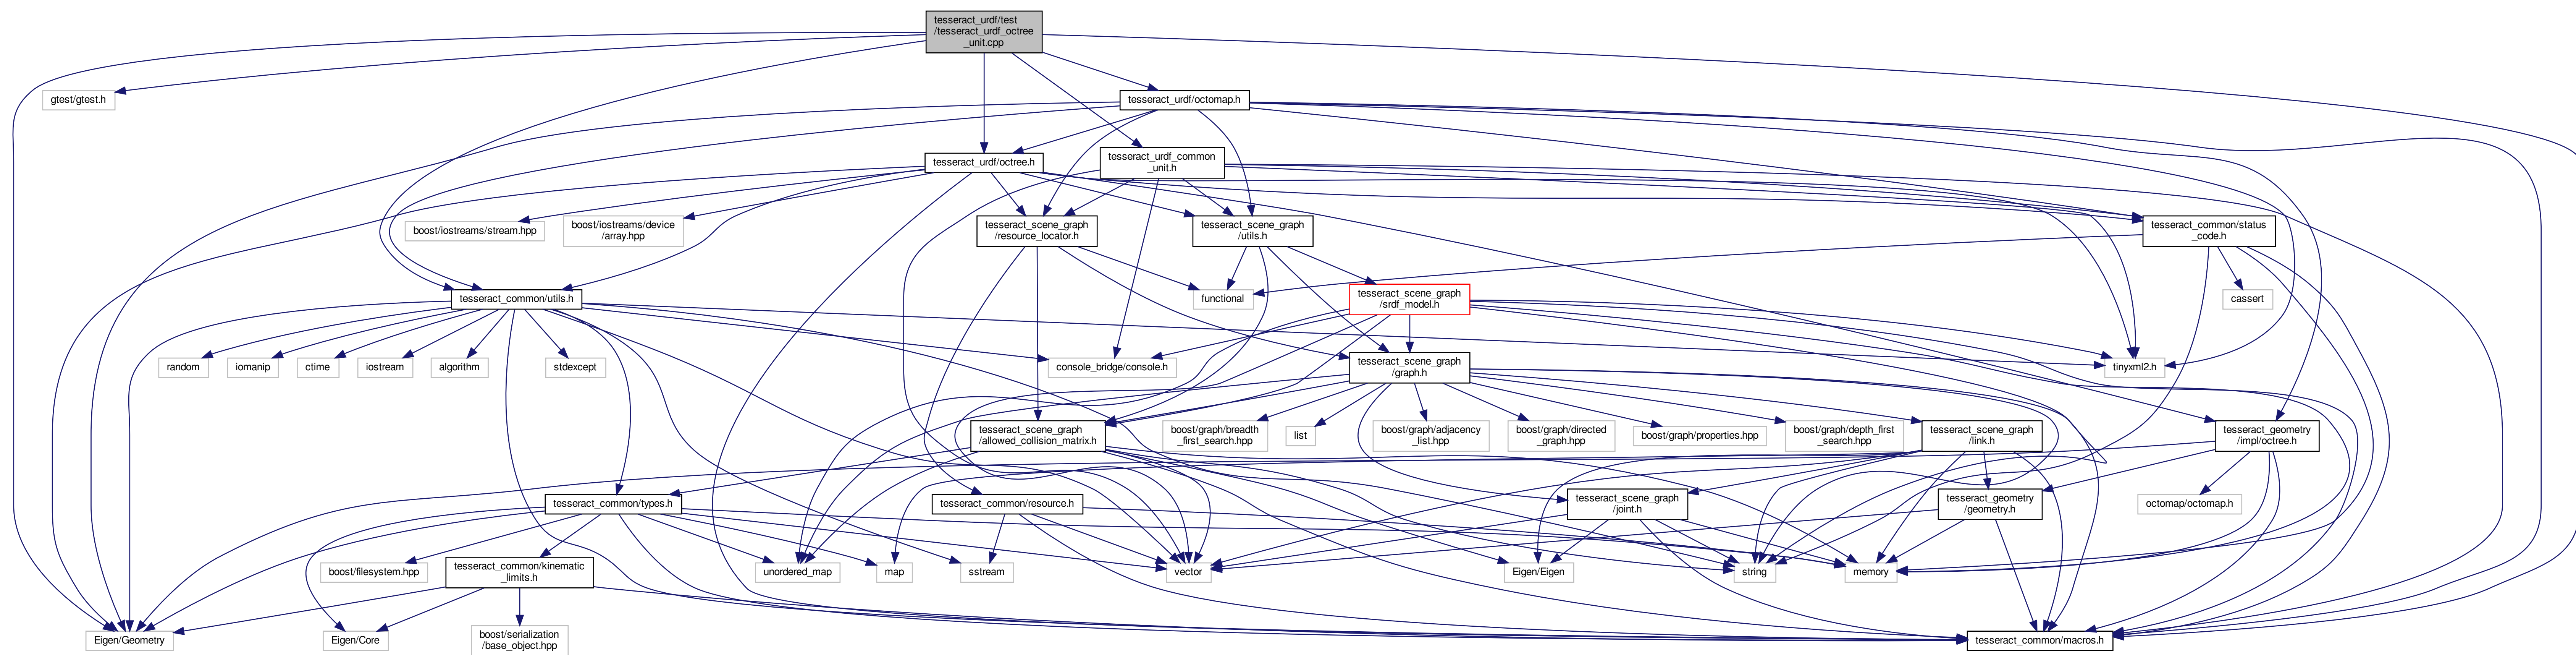 tesseract_urdf/test
/tesseract_urdf_octree
_unit.cpp
gtest/gtest.h
tesseract_urdf/octomap.h
tesseract_urdf/octree.h
tesseract_urdf_common
_unit.h
boost/iostreams/stream.hpp
boost/iostreams/device
/array.hpp
tesseract_scene_graph
/resource_locator.h
tesseract_scene_graph
/utils.h
tesseract_common/status
_code.h
tesseract_common/utils.h
functional
tesseract_scene_graph
/srdf_model.h
cassert
random
iomanip
ctime
iostream
algorithm
stdexcept
console_bridge/console.h
tesseract_scene_graph
/graph.h
tinyxml2.h
tesseract_scene_graph
/allowed_collision_matrix.h
boost/graph/breadth
_first_search.hpp
list
boost/graph/adjacency
_list.hpp
boost/graph/directed
_graph.hpp
boost/graph/properties.hpp
boost/graph/depth_first
_search.hpp
tesseract_scene_graph
/link.h
tesseract_geometry
/impl/octree.h
tesseract_common/types.h
tesseract_common/resource.h
tesseract_scene_graph
/joint.h
tesseract_geometry
/geometry.h
octomap/octomap.h
boost/filesystem.hpp
tesseract_common/kinematic
_limits.h
unordered_map
map
sstream
vector
Eigen/Eigen
string
memory
Eigen/Geometry
Eigen/Core
boost/serialization
/base_object.hpp
tesseract_common/macros.h